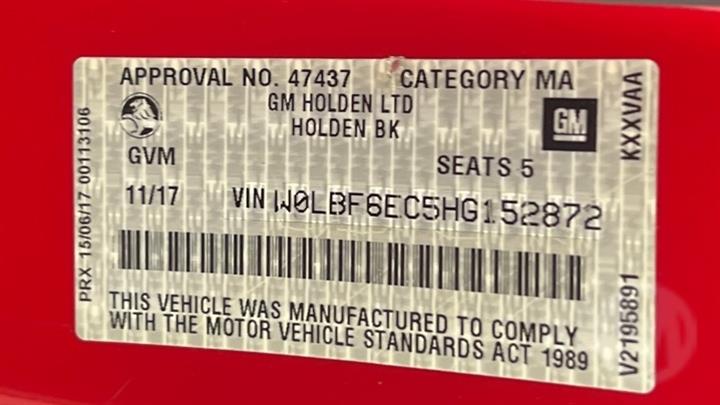 APPROVAL NO. 47437 CATEGORY MA
GM HOLDEN LTD
HOLDEN BK
GM
GVM
SEATS 5
11/17 VIN W0LBF6EC5HG152872
THIS VEHICLE WAS MANUFACTURED TO COMPLY
WITH THE MOTOR VEHICLE STANDARDS ACT 1989
PRX 15/06/17 00113106
KXXVAA
V2195891